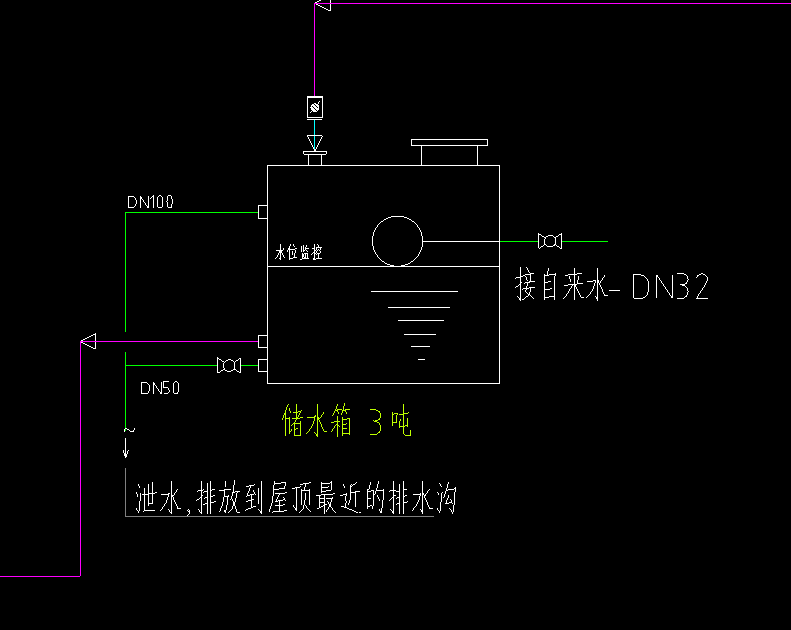 DN100
水位监控
接自来水-DN32
DN50
储水箱 3吨
泄水,排放到屋顶最近的排水沟